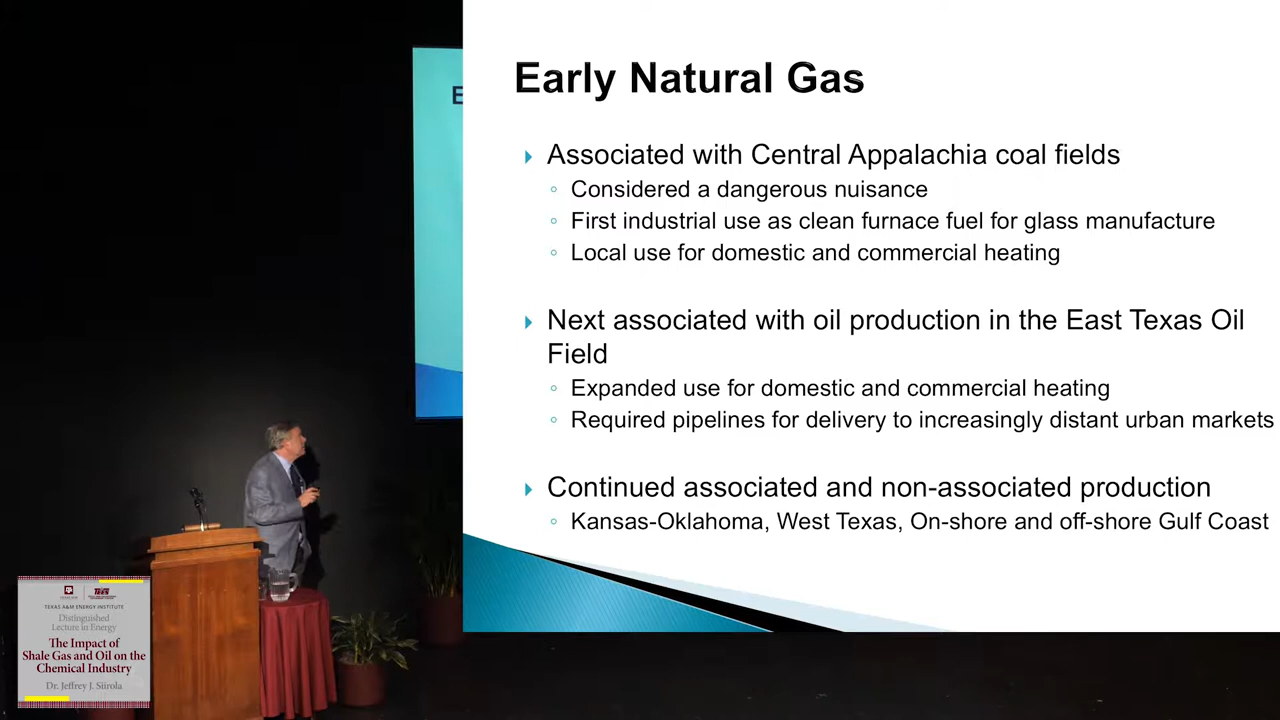 Early Natural Gas
Associated with Central Appalachia coal fields
Considered a dangerous nuisance
First industrial use as clean furnace fuel for glass manufacture
Local use for domestic and commercial heating
Next associated with oil production in the East Texas Oil
Field
Expanded use for domestic and commercial heating
Required pipelines for delivery to increasingly distant urban markets
Continued associated and non-associated production
Kansas-Oklahoma, West Texas, On-shore and off-shore Gulf Coast
E
TEXAS A&M ENERGY INSTITUTE
Distinguished
Lecture in Energy
The Impact of
Shale Gas and Oil on the
Chemical Industry
Dr. Jeffrey J. Siirola